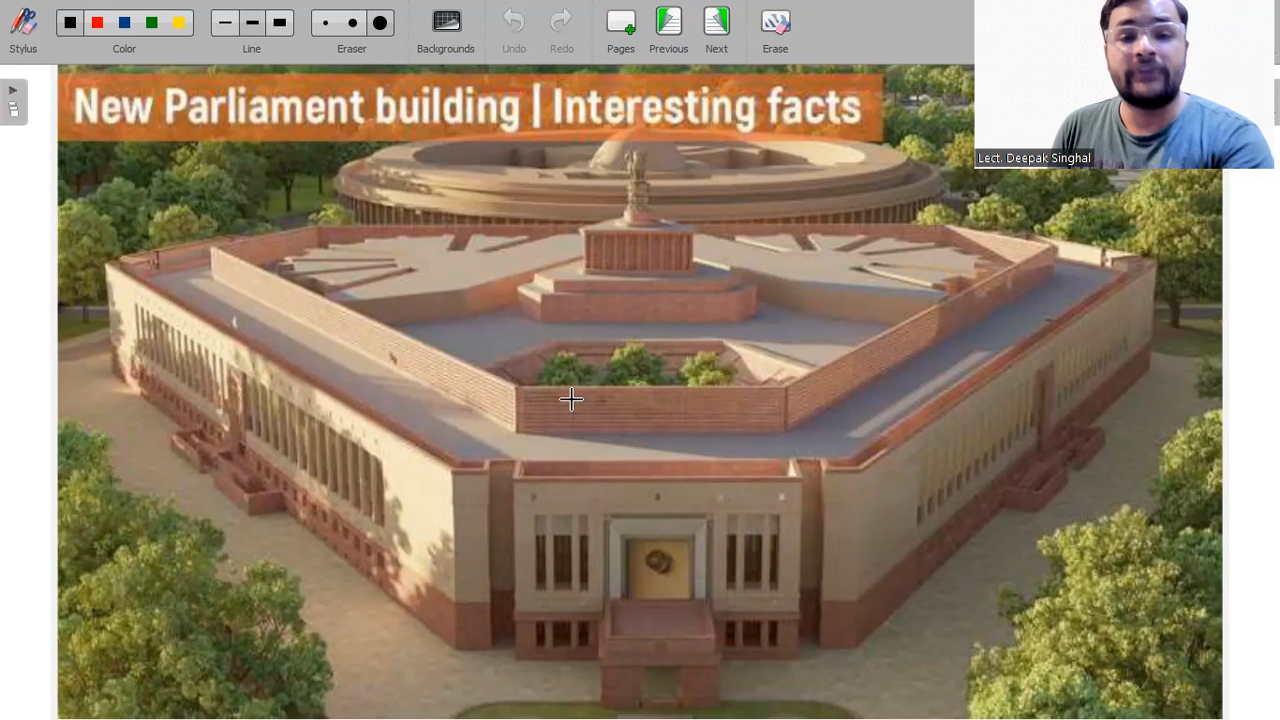 Stylus
Color
Line
Eraser
Backgrounds
Undo
Redo
Pages
Previous
Next
Erase
New Parliament building | Interesting facts
Lect. Deepak Singhal